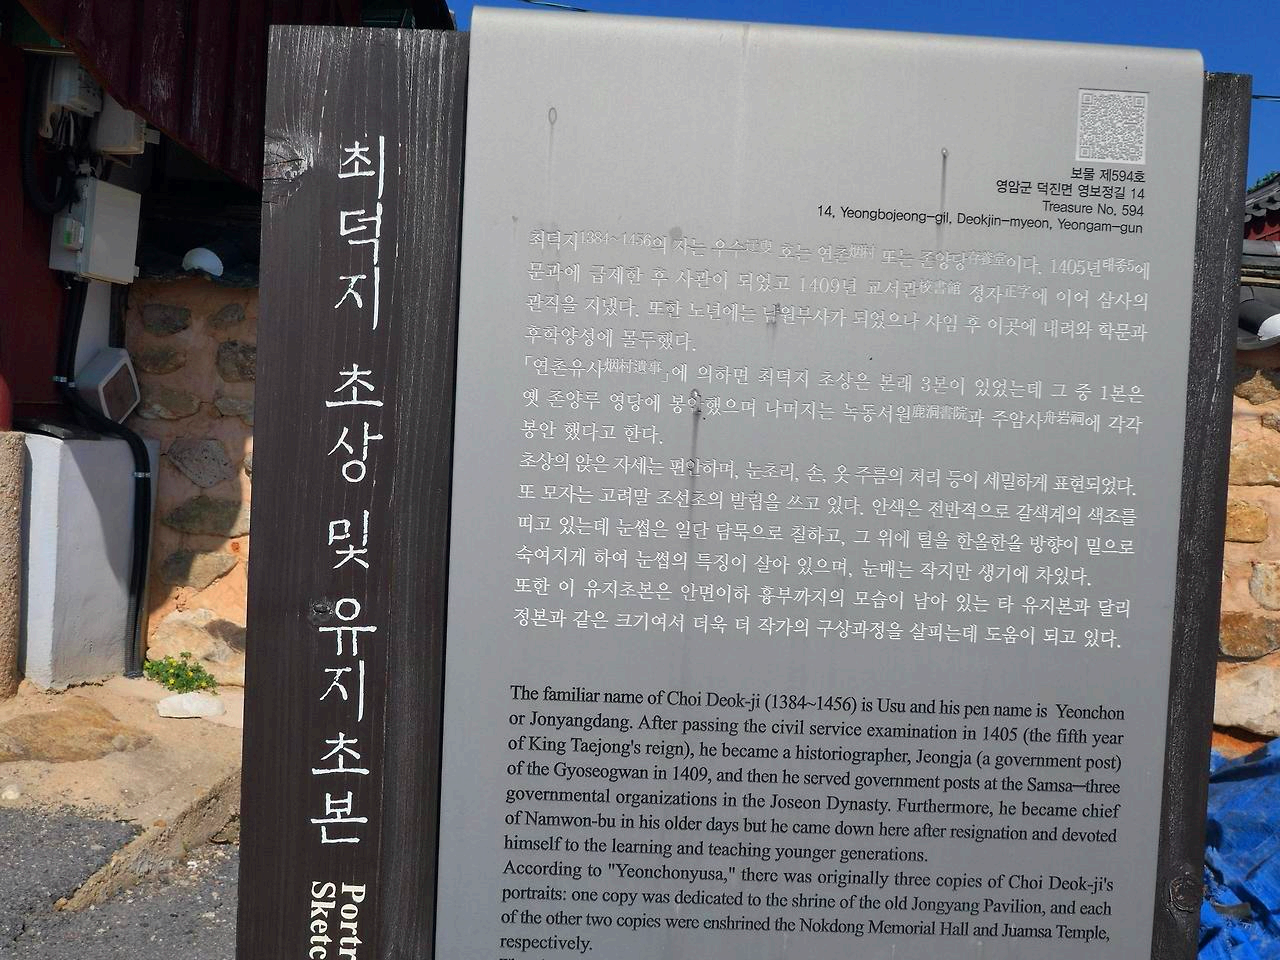 최덕지 초상 및 유지초본
Portr
Sketc
보물 제594호
영암군 덕진면 영보정길 14
Treasure No. 594
14, Yeongbojeong-gil, Deokjin-myeon, Yeongam-gun
최덕지1384~1456의 자는 우수迂叟 호는 연촌烟村 또는 존양당存養堂이다. 1405년태종5에
문과에 급제한 후 사관이 되었고 1409년 교서관校書館 정자正字에 이어 삼사의
관직을 지냈다. 또한 노년에는 남원부사가 되었으나 사임 후 이곳에 내려와 학문과
후학양성에 몰두했다.
「연촌유사烟村遺事」에 의하면 최덕지 초상은 본래 3본이 있었는데 그 중 1본은
옛 존양루 영당에 봉안했으며 나머지는 녹동서원鹿洞書院과 주암사舟岩祠에 각각
봉안 했다고 한다.
초상의 앉은 자세는 편안하며, 눈초리, 손, 옷 주름의 처리 등이 세밀하게 표현되었다.
또 모자는 고려말 조선초의 발립을 쓰고 있다. 안색은 전반적으로 갈색계의 색조를
띠고 있는데 눈썹은 일단 담묵으로 칠하고, 그 위에 털을 한올한올 방향이 밑으로
숙여지게 하여 눈썹의 특징이 살아 있으며, 눈매는 작지만 생기에 차있다.
또한 이 유지초본은 안면이하 흉부까지의 모습이 남아 있는 타 유지본과 달리
정본과 같은 크기여서 더욱 더 작가의 구상과정을 살피는데 도움이 되고 있다.
The familiar name of Choi Deok-ji (1384~1456) is Usu and his pen name is Yeonchon
or Jonyangdang. After passing the civil service examination in 1405 (the fifth year
of King Taejong's reign), he became a historiographer, Jeongja (a government post)
of the Gyoseogwan in 1409, and then he served government posts at the Samsa—three
governmental organizations in the Joseon Dynasty. Furthermore, he became chief
of Namwon-bu in his older days but he came down here after resignation and devoted
himself to the learning and teaching younger generations.
According to "Yeonchonyusa," there was originally three copies of Choi Deok-ji's
portraits: one copy was dedicated to the shrine of the old Jongyang Pavilion, and each
of the other two copies were enshrined the Nokdong Memorial Hall and Juamsa Temple,
respectively.